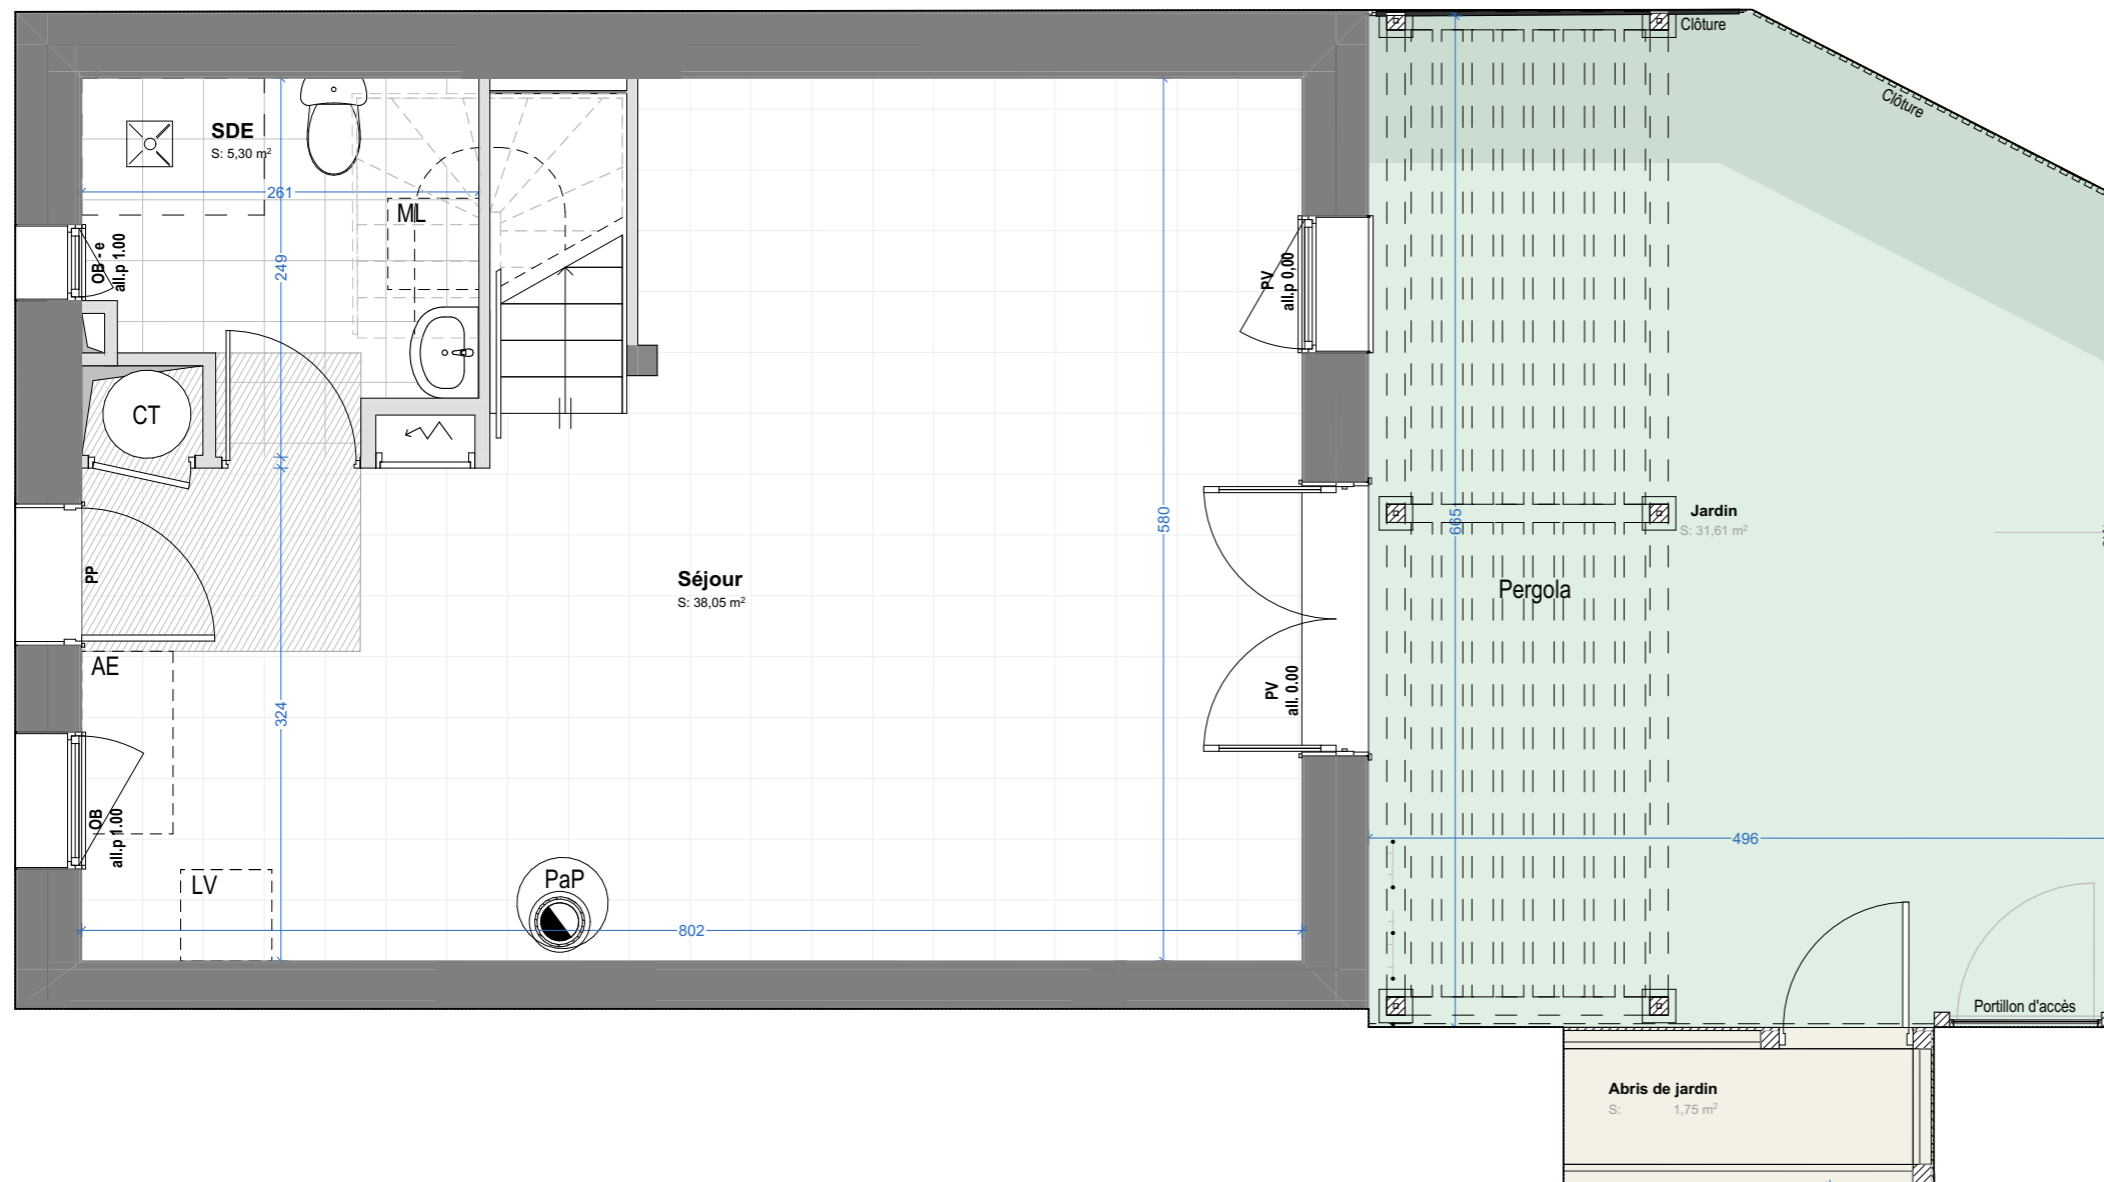 Clôture
Clôture
SDE
S: 5,30 m²
261
ML
249
OB - e
all.p 1.00
PV
all.p 0,00
CT
580
665
Jardin
S: 31,61 m²
PP
Séjour
S: 38,05 m²
Pergola
AE
324
PV
all. 0.00
OB
all.p 1.00
496
LV
PaP
802
Portillon d'accès
Abris de jardin
S: 1,75 m²